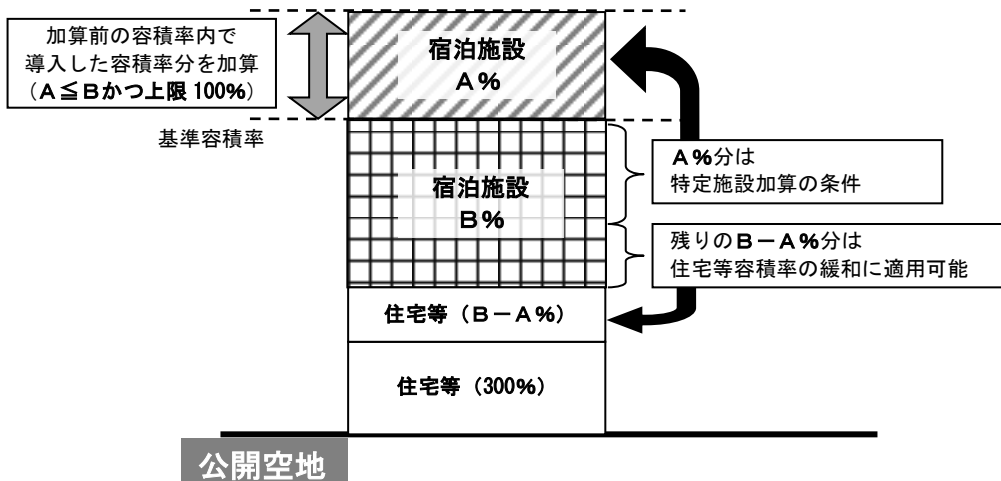 加算前の容積率内で
導入した容積率分を加算
（Ａ≦Ｂかつ上限 100%）
基準容積率
宿泊施設
Ａ％
宿泊施設
Ｂ％
Ａ％分は
特定施設加算の条件
残りのＢ－Ａ％分は
住宅等容積率の緩和に適用可能
住宅等（Ｂ－Ａ％）
住宅等（300％）
公開空地